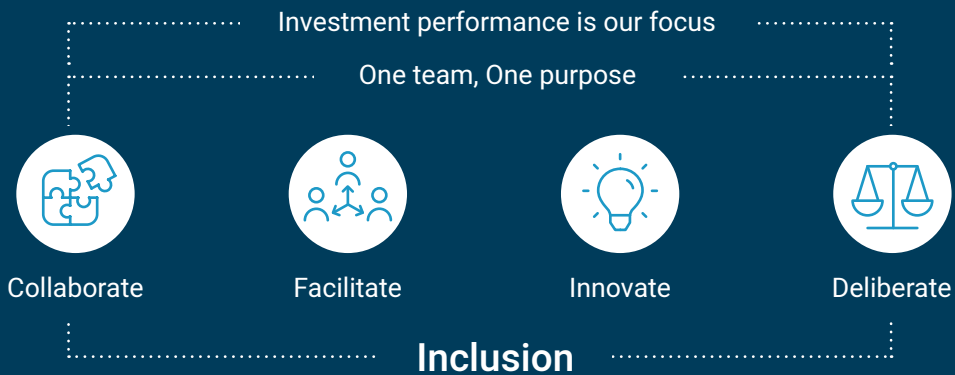 Investment performance is our focus
One team, One purpose
Collaborate
Facilitate
Innovate
Deliberate
Inclusion